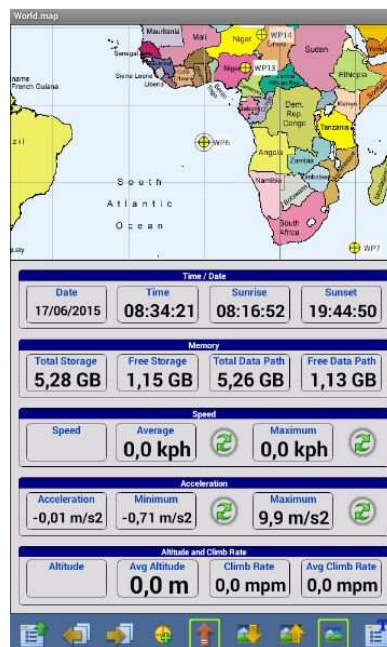 World.map
Mauritania
Mali
Niger
WP14
Sudan
Senegal
Nige
WP13
Ethiopia
name
French Guiana
Sierra Leone
Liberia
Kenya
Dem.
Rep.
Congo
Tanzania
zil
WP6
Angola
Zambia
South
Atlantic
Ocean
Namibia
Botswana
Zimbabwe
South
Africa
WP7
guay
Time / Date
Date Time Sunrise Sunset
17/06/2015 08:34:21 08:16:52 19:44:50
Memory
Total Storage Free Storage Total Data Path Free Data Path
5,28 GB 1,15 GB 5,26 GB 1,13 GB
Speed
Speed Average Maximum
0,0 kph 0,0 kph
Acceleration
Acceleration Minimum Maximum
-0,01 m/s2 -0,71 m/s2 9,9 m/s2
Altitude and Climb Rate
Altitude Avg Altitude Climb Rate Avg Climb Rate
0,0 m 0,0 mpm 0,0 mpm